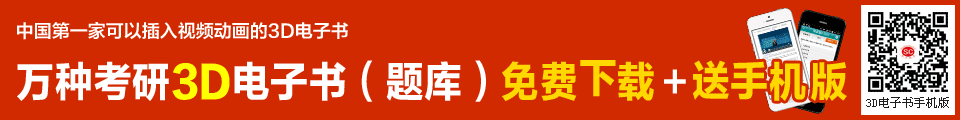 中国第一家可以插入视频动画的3D电子书
万种考研3D电子书（题库）免费下载＋送手机版
SC
3D电子书手机版